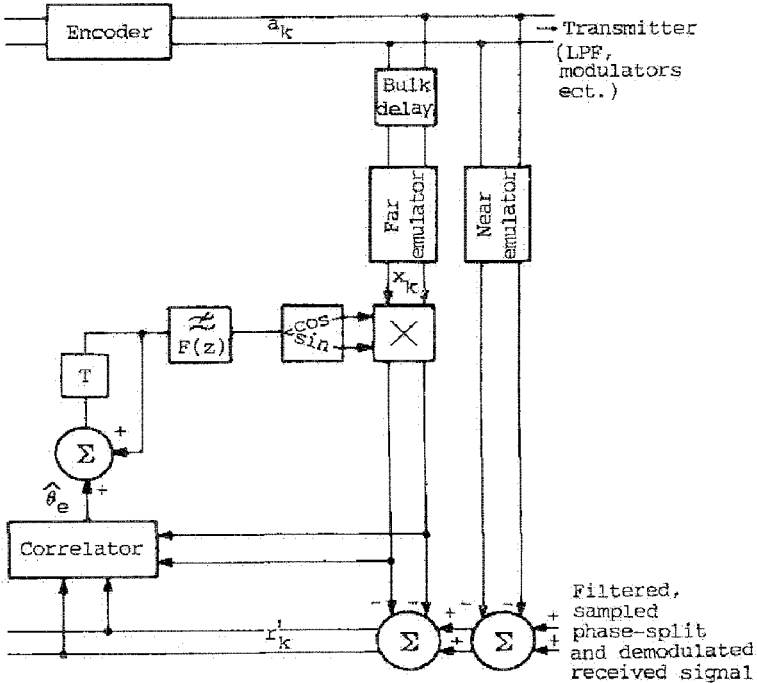 Encoder
a_k
→ Transmitter
(LPF,
modulators
ect.)
Bulk
delay
Far
emulator
Near
emulator
x_k
≈
F(z)
cos
sin
×
T
+
Σ
+
θ̂_e
Correlator
- -
- -
+
+
Σ
+
+
Σ
r'_k
Filtered,
sampled
phase-split
and demodulated
received signal